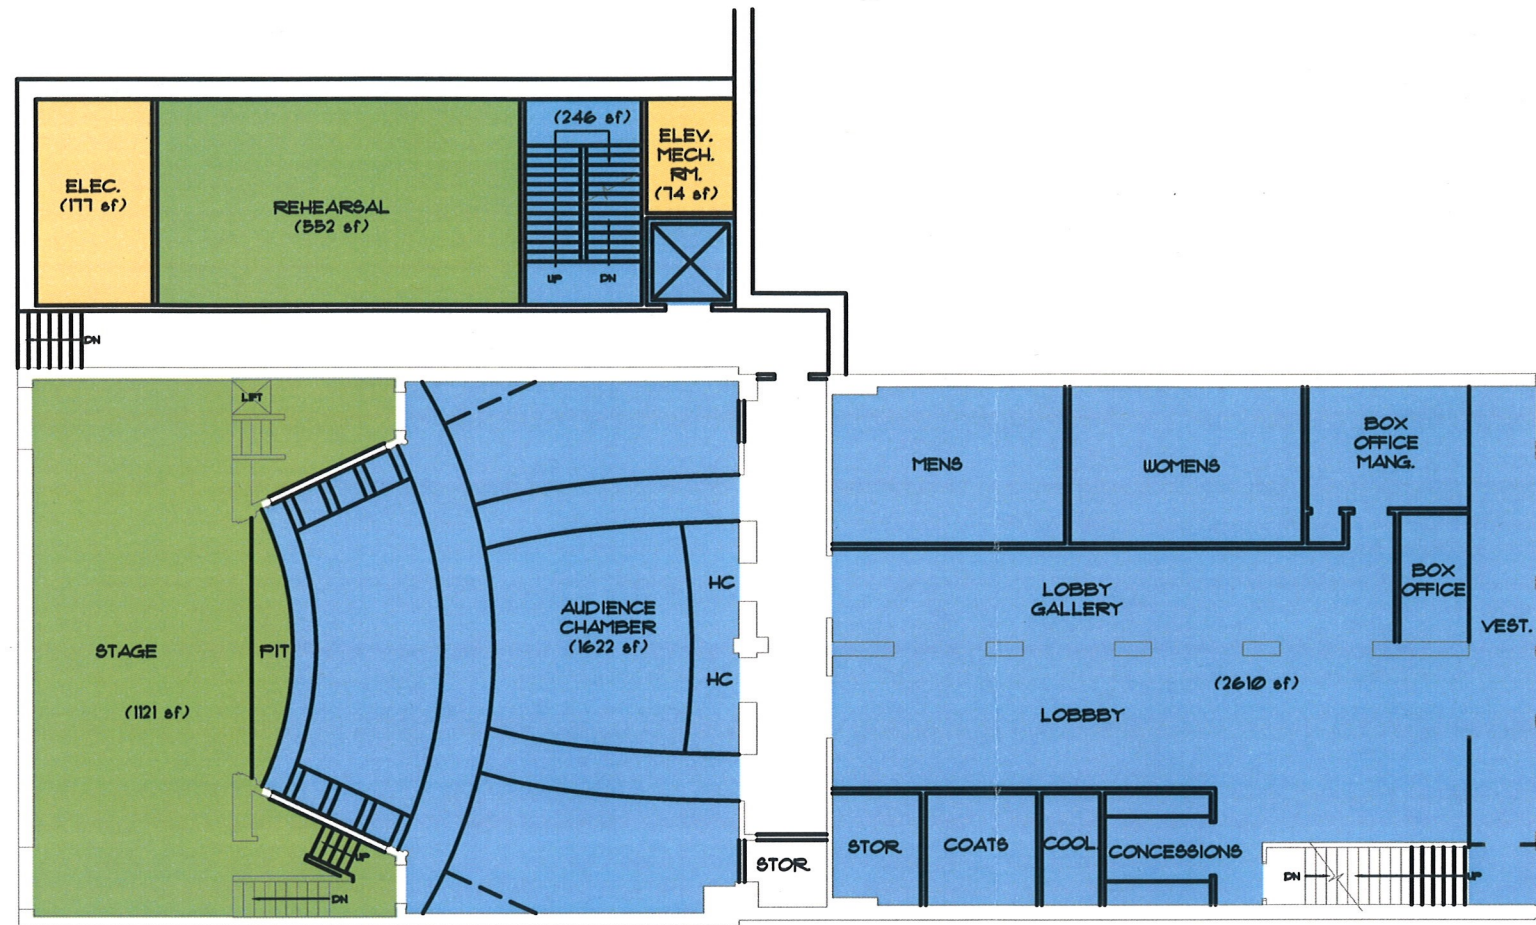 (246 sf)
ELEV.
MECH.
RM.
(74 sf)
ELEC.
(177 sf)
REHEARSAL
(552 sf)
UP
DN
DN
LIFT
BOX
OFFICE
MANG.
MENS
WOMENS
HC
BOX
OFFICE
LOBBY
GALLERY
AUDIENCE
CHAMBER
(1622 sf)
VEST.
STAGE
PIT
HC
(2610 sf)
(1121 sf)
LOBBBY
STOR
COATS
COOL
CONCESSIONS
UP
STOR.
DN
UP
DN